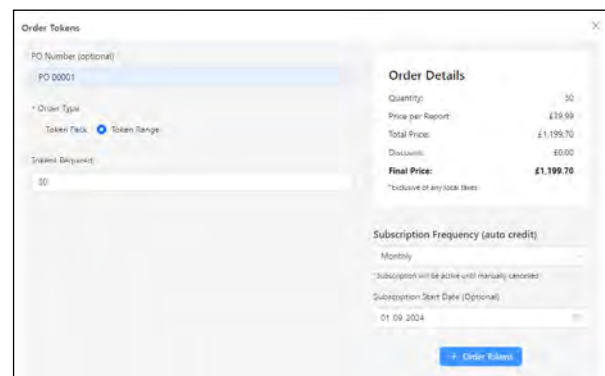 Order Tokens
PO Number (optional)
PO 00001
* Order Type
Token Pack Token Range
Tokens Required
30
Order Details
Quantity: 30
Price per Report: £39.99
Total Price: £1,199.70
Discount: £0.00
Final Price: £1,199.70
*Exclusive of any local taxes
Subscription Frequency (auto credit)
Monthly
*Subscription will be active until manually cancelled
Subscription Start Date (Optional)
01 09 2024
+ Order Tokens